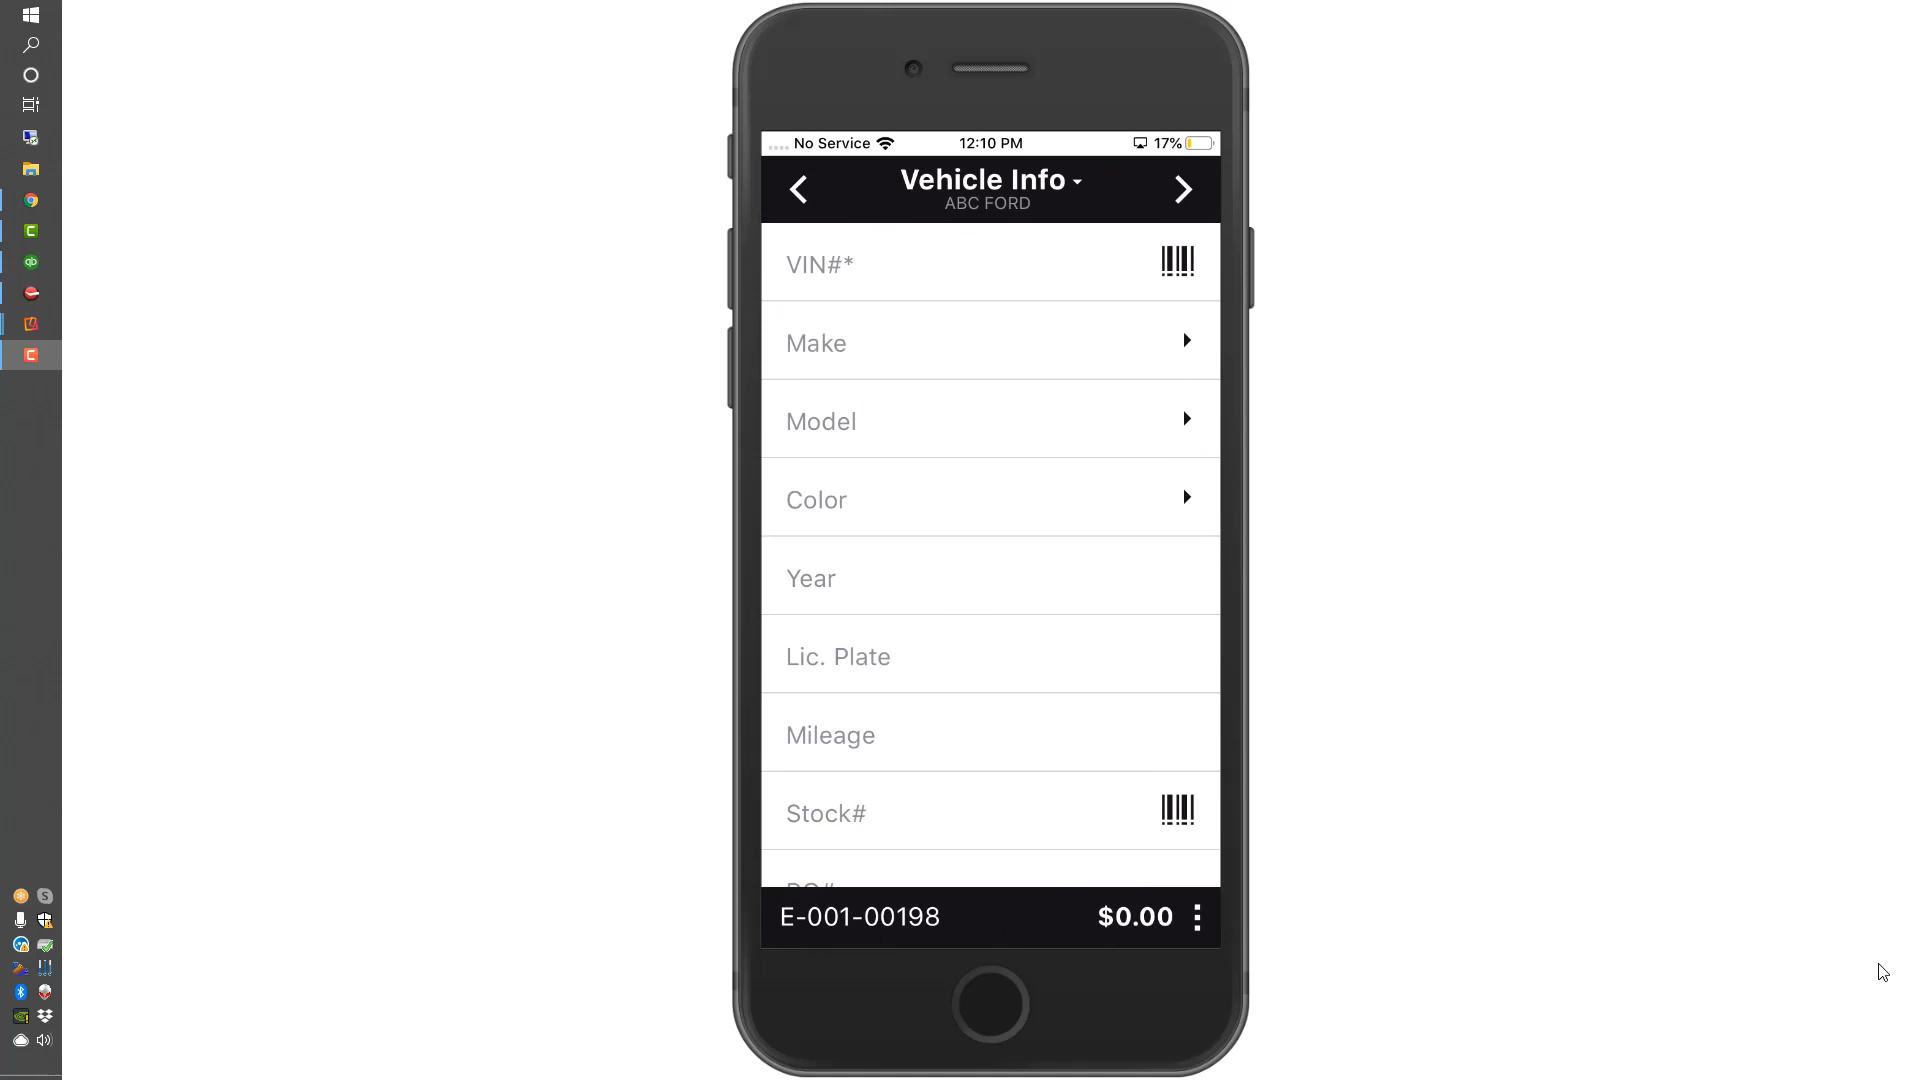 No Service
12:10 PM
17%
Vehicle Info
ABC FORD
VIN#*
Make
Model
Color
Year
Lic. Plate
Mileage
Stock#
E-001-00198
$0.00